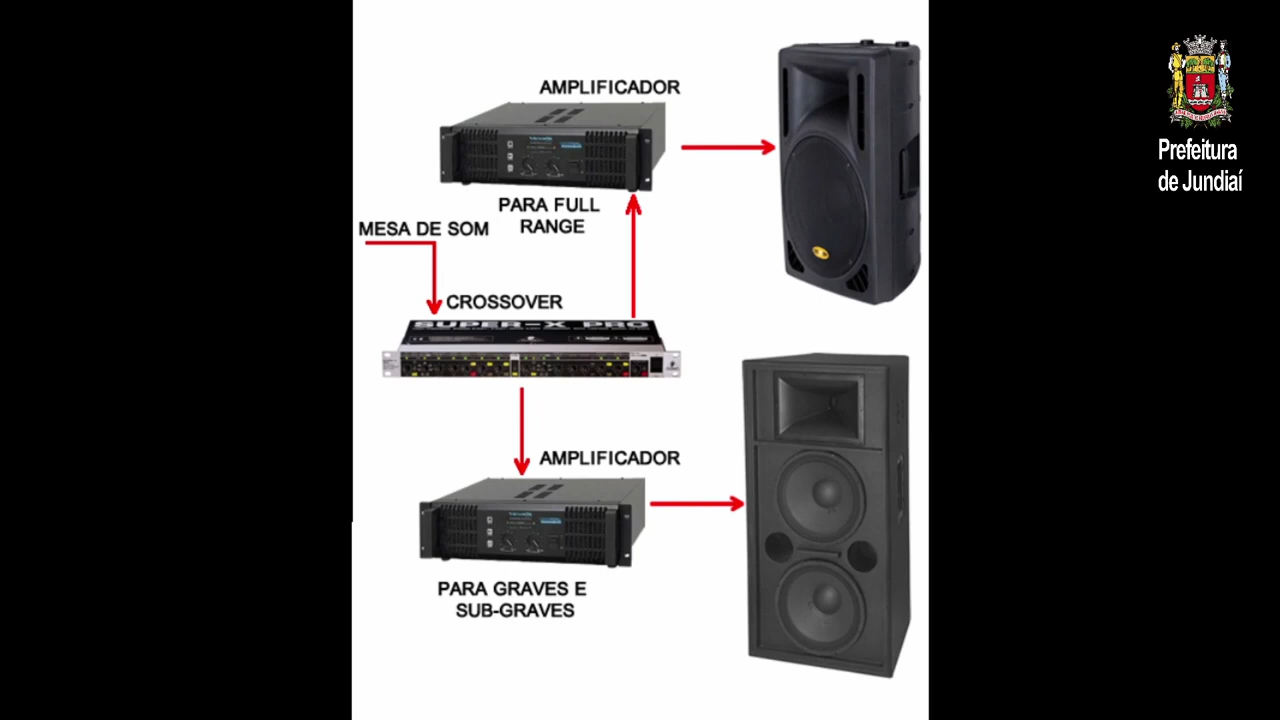 AMPLIFICADOR
PARA FULL
RANGE
MESA DE SOM
CROSSOVER
SUPER-X PRO
AMPLIFICADOR
PARA GRAVES E
SUB-GRAVES
Prefeitura
de Jundiaí